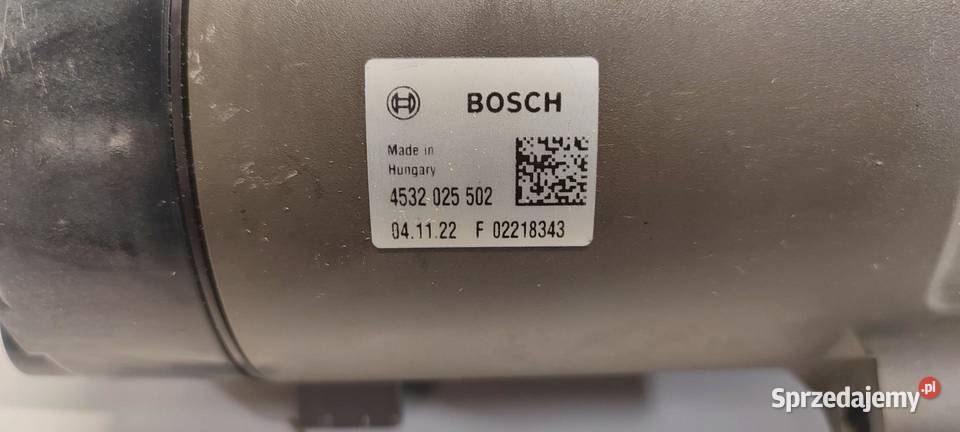 BOSCH
Made in
Hungary
4532 025 502
04.11.22 F 02218343
Sprzedajemy.pl